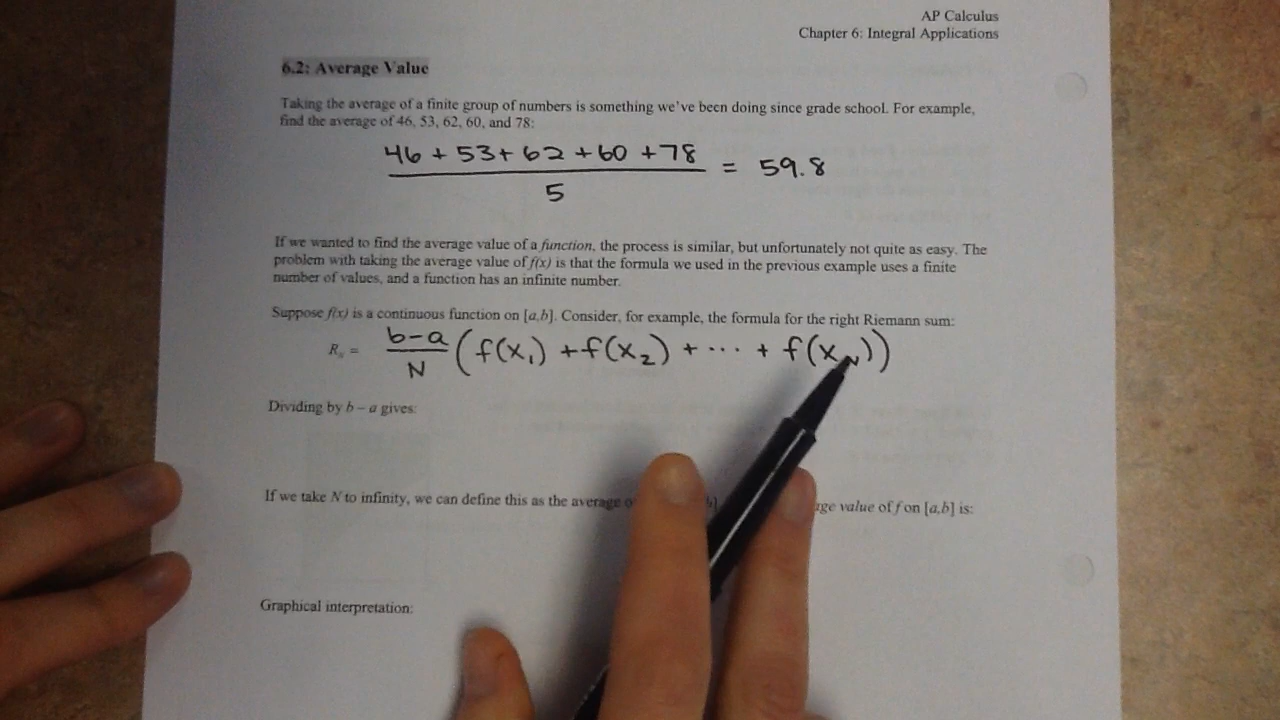 AP Calculus
Chapter 6: Integral Applications
6.2: Average Value
Taking the average of a finite group of numbers is something we've been doing since grade school. For example,
find the average of 46, 53, 62, 60, and 78:
46 + 53 + 62 + 60 + 78
5
= 59.8
If we wanted to find the average value of a function, the process is similar, but unfortunately not quite as easy. The
problem with taking the average value of f(x) is that the formula we used in the previous example uses a finite
number of values, and a function has an infinite number.
Suppose f(x) is a continuous function on [a,b]. Consider, for example, the formula for the right Riemann sum:
R_N = (b-a)/N (f(x₁) + f(x₂) + ··· + f(x_N))
Dividing by b – a gives:
If we take N to infinity, we can define this as the average value of f on [a,b] is:
Graphical interpretation: